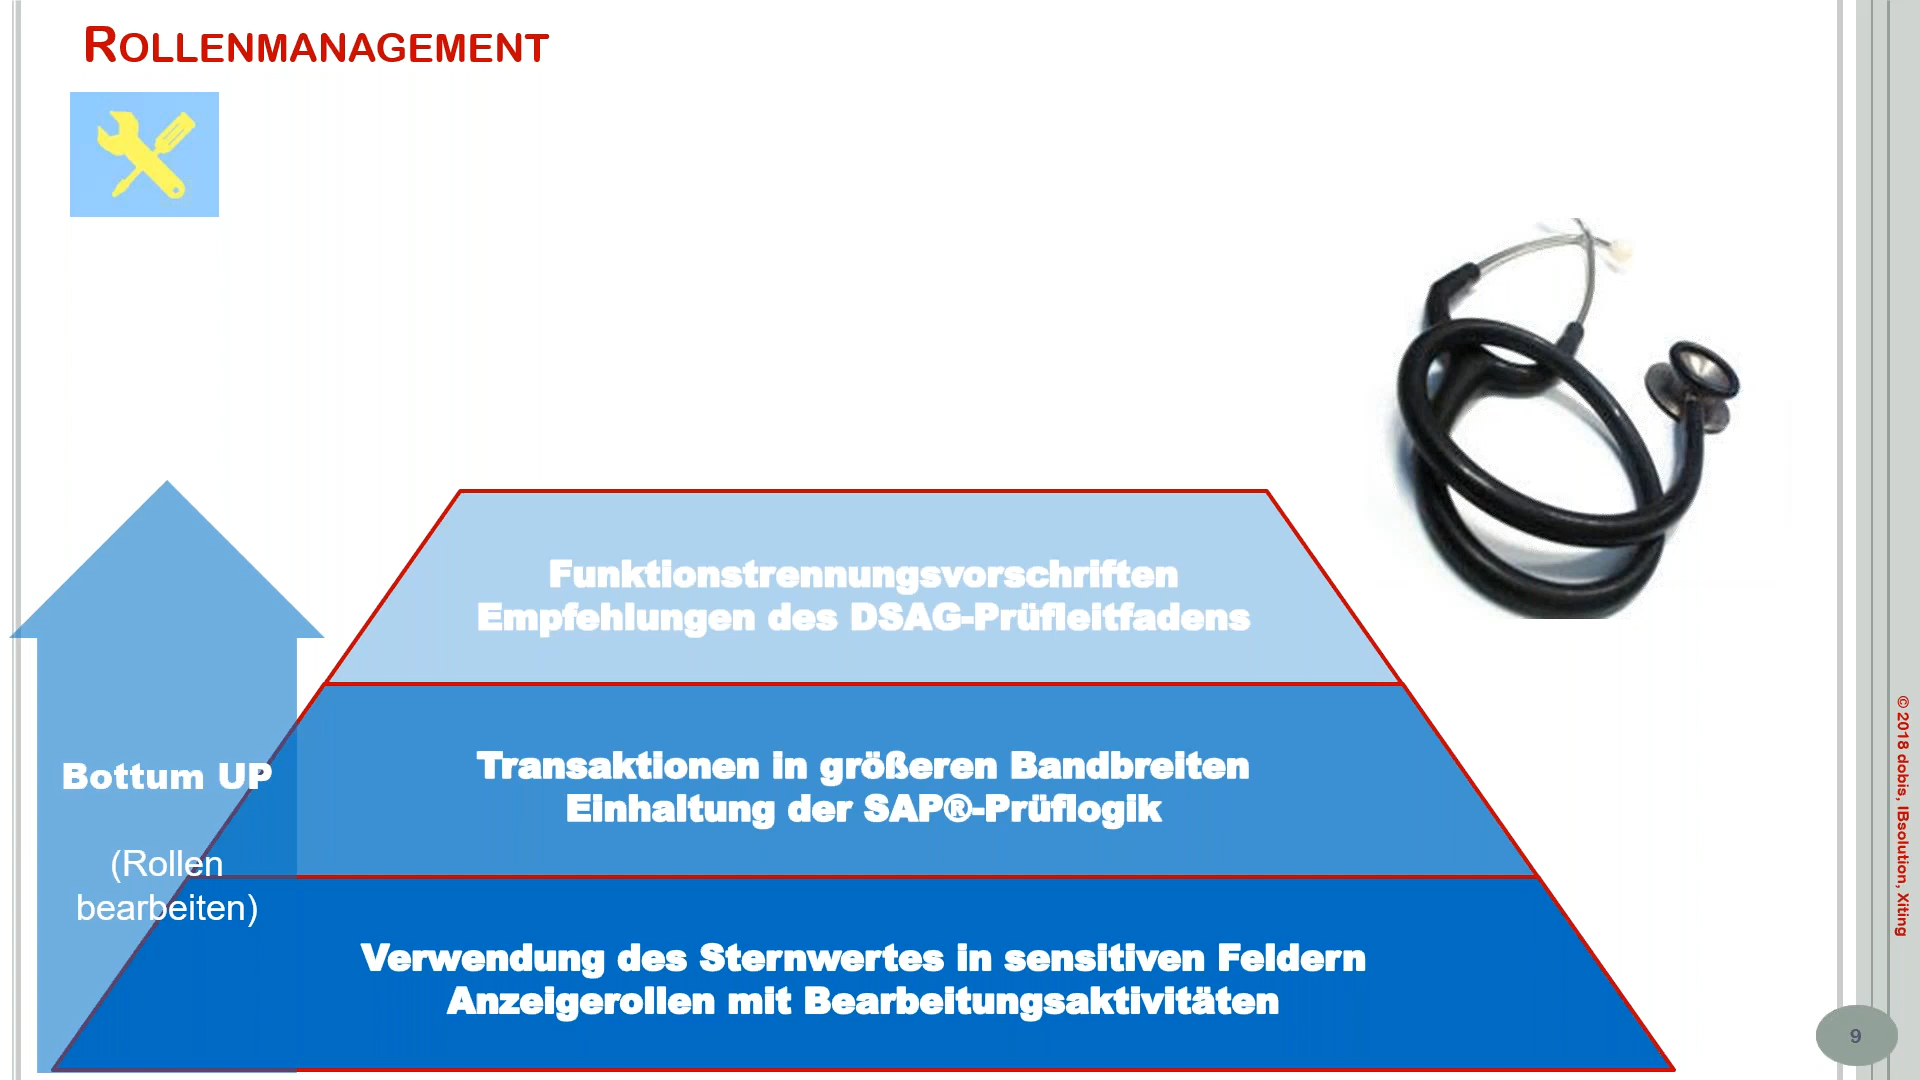 ROLLENMANAGEMENT
Funktionstrennungsvorschriften
Empfehlungen des DSAG-Prüfleitfadens
Transaktionen in größeren Bandbreiten
Einhaltung der SAP®-Prüflogik
Verwendung des Sternwertes in sensitiven Feldern
Anzeigerollen mit Bearbeitungsaktivitäten
Bottum UP
(Rollen
bearbeiten)
© 2018 dobis, IBsolution, Xiting
9